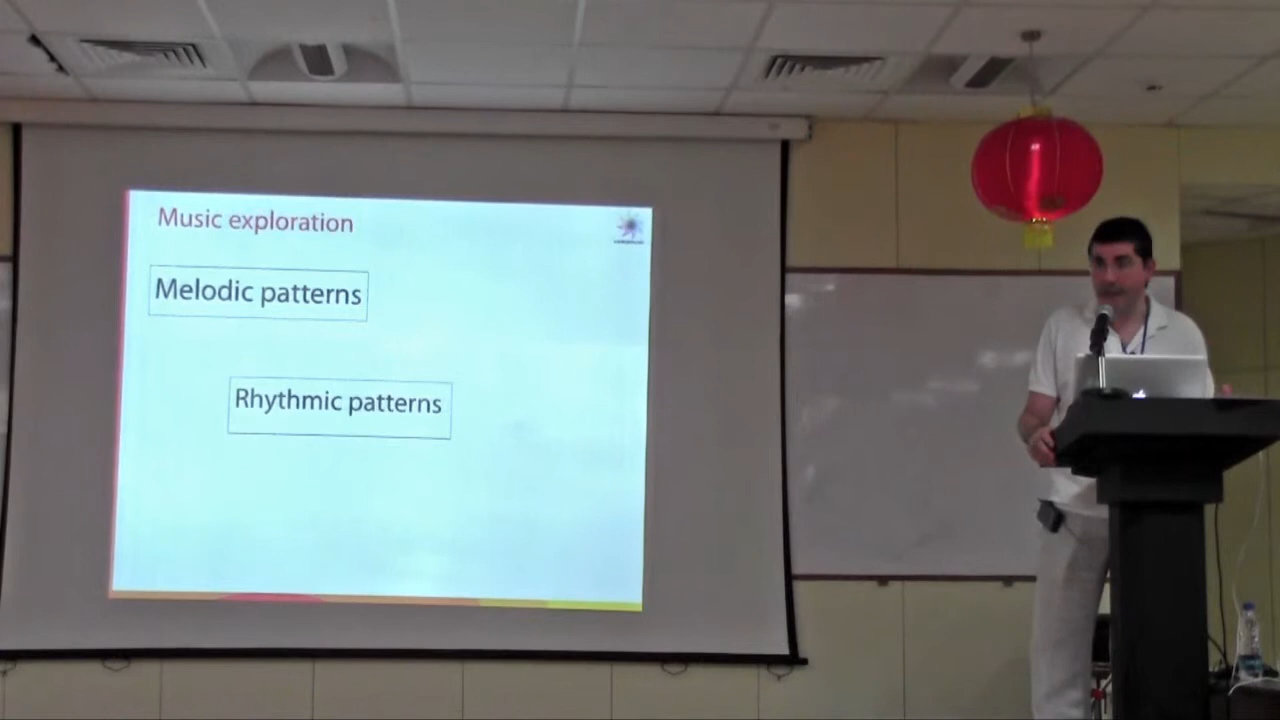 Music exploration
Melodic patterns
Rhythmic patterns